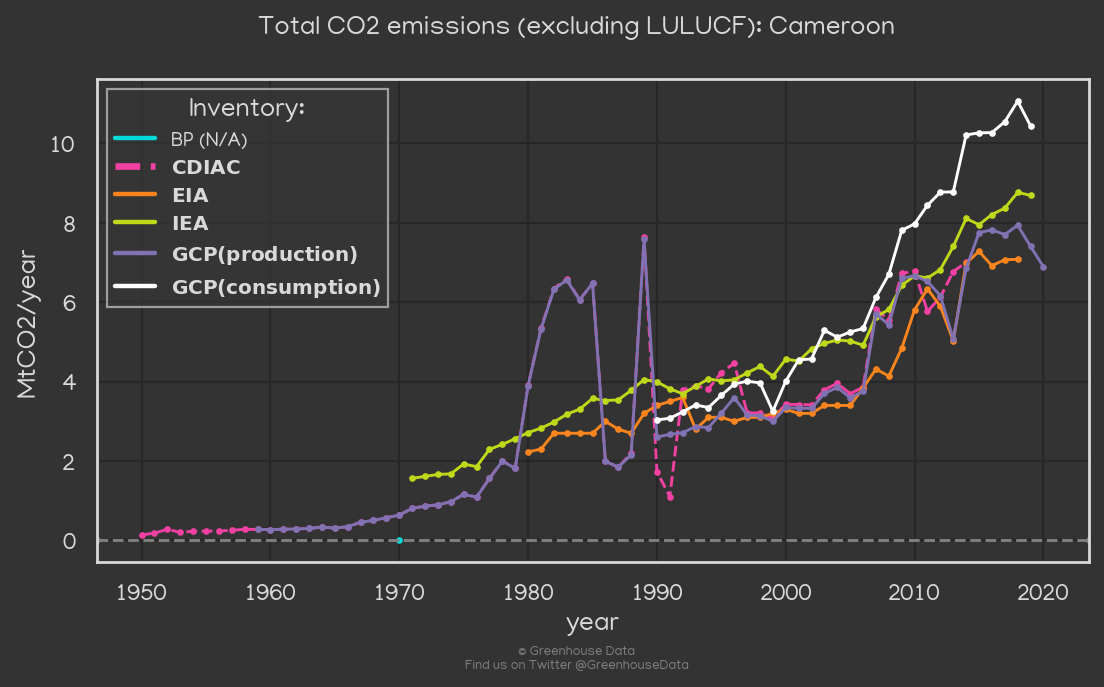 Total CO2 emissions (excluding LULUCF): Cameroon
Inventory:
BP (N/A)
CDIAC
EIA
IEA
GCP(production)
GCP(consumption)
MtCO2/year
10
8
6
4
2
0
1950 1960 1970 1980 1990 2000 2010 2020
year
© Greenhouse Data
Find us on Twitter @GreenhouseData